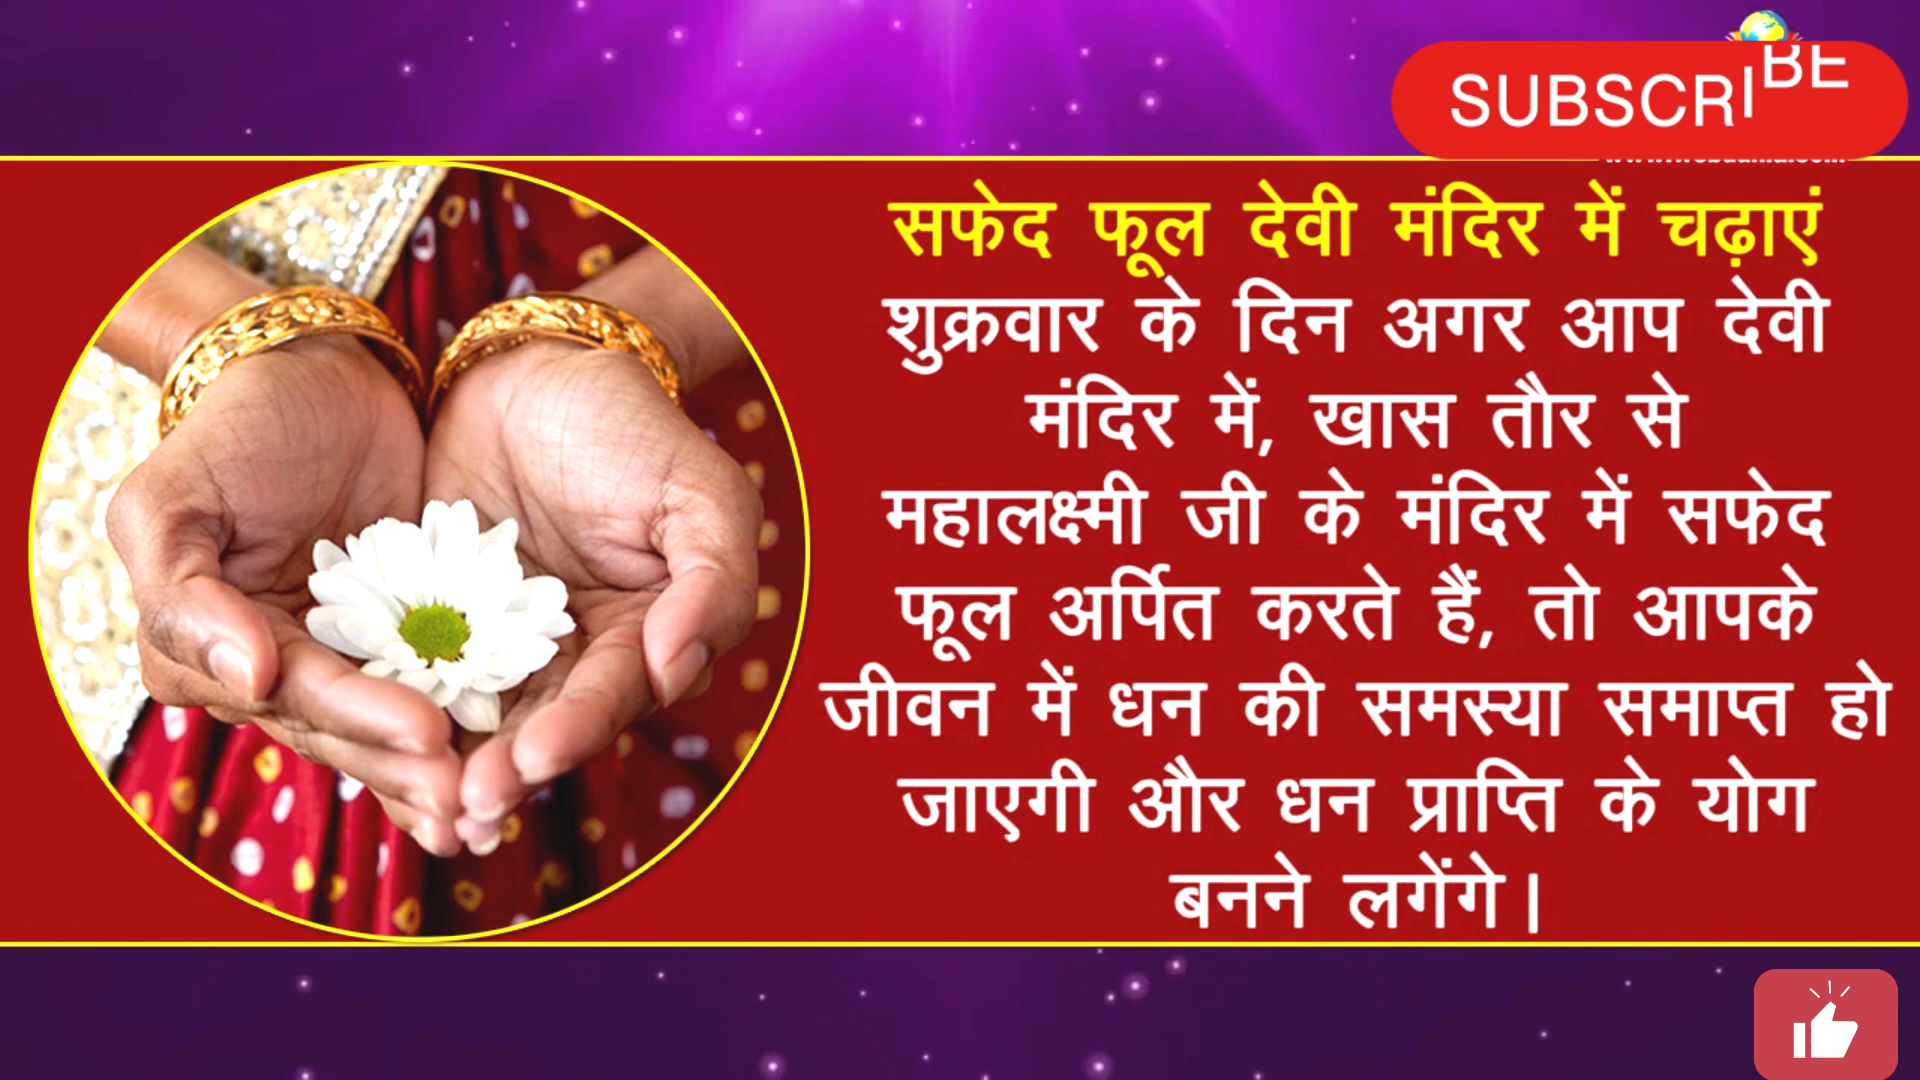 SUBSCRIBE
सफेद फूल देवी मंदिर में चढ़ाएं
शुक्रवार के दिन अगर आप देवी
मंदिर में, खास तौर से
महालक्ष्मी जी के मंदिर में सफेद
फूल अर्पित करते हैं, तो आपके
जीवन में धन की समस्या समाप्त हो
जाएगी और धन प्राप्ति के योग
बनने लगेंगे।